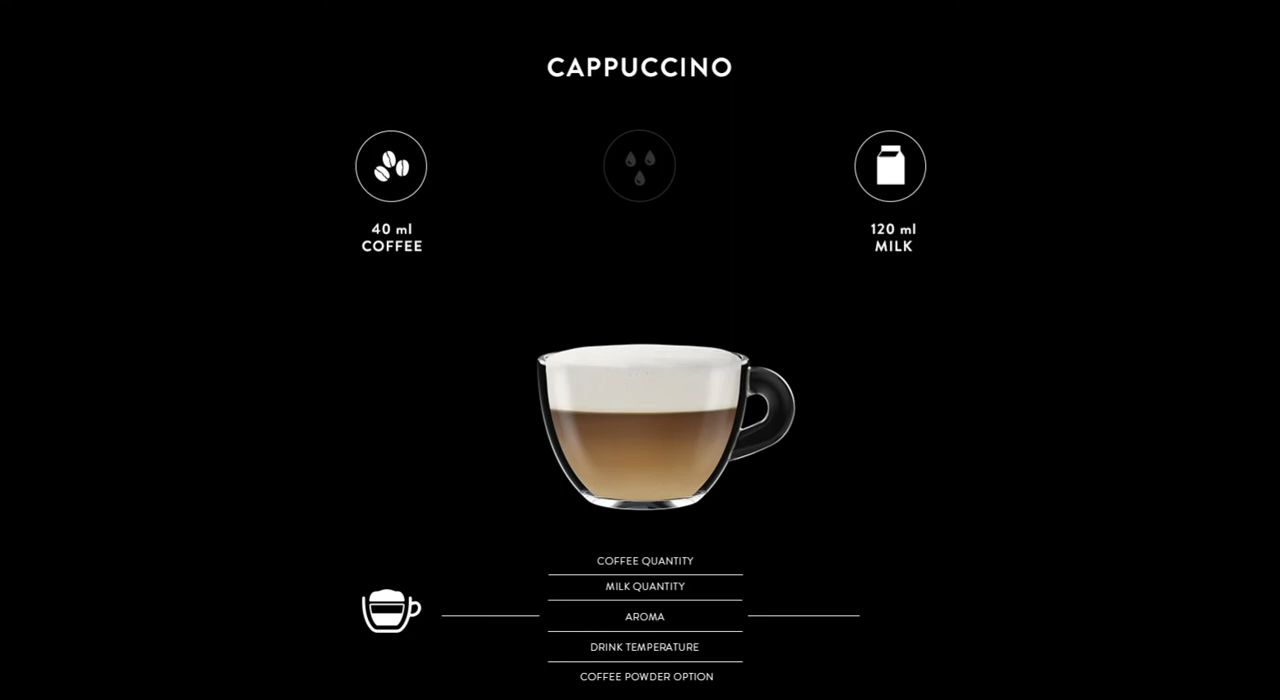 CAPPUCCINO
40 ml
COFFEE
120 ml
MILK
COFFEE QUANTITY
MILK QUANTITY
AROMA
DRINK TEMPERATURE
COFFEE POWDER OPTION